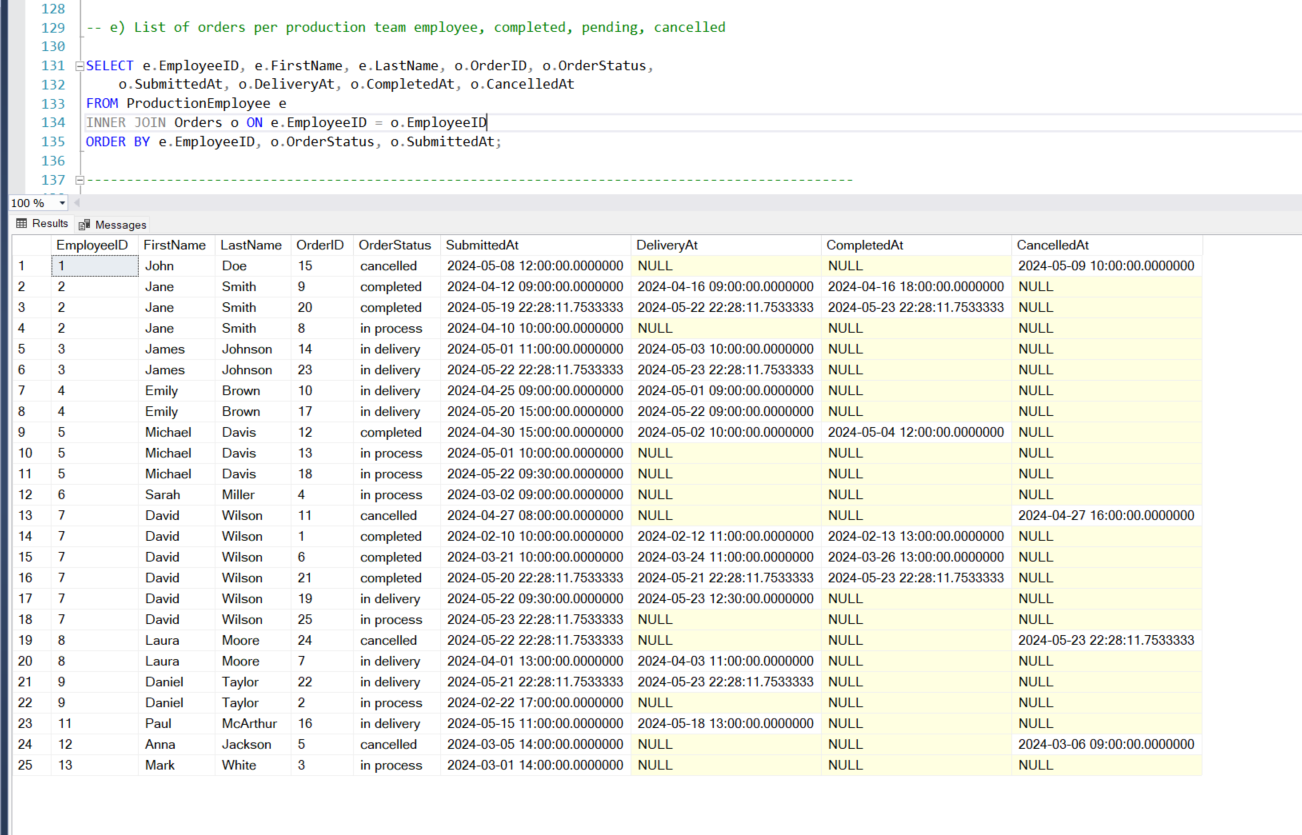 128
129 -- e) List of orders per production team employee, completed, pending, cancelled
130
131 SELECT e.EmployeeID, e.FirstName, e.LastName, o.OrderID, o.OrderStatus,
132 o.SubmittedAt, o.DeliveryAt, o.CompletedAt, o.CancelledAt
133 FROM ProductionEmployee e
134 INNER JOIN Orders o ON e.EmployeeID = o.EmployeeID
135 ORDER BY e.EmployeeID, o.OrderStatus, o.SubmittedAt;
136
137 ------------------------------------------------------------------------------------------------
100 %
Results Messages
EmployeeID FirstName LastName OrderID OrderStatus SubmittedAt DeliveryAt CompletedAt CancelledAt
1 1 John Doe 15 cancelled 2024-05-08 12:00:00.0000000 NULL NULL 2024-05-09 10:00:00.0000000
2 2 Jane Smith 9 completed 2024-04-12 09:00:00.0000000 2024-04-16 09:00:00.0000000 2024-04-16 18:00:00.0000000 NULL
3 2 Jane Smith 20 completed 2024-05-19 22:28:11.7533333 2024-05-22 22:28:11.7533333 2024-05-23 22:28:11.7533333 NULL
4 2 Jane Smith 8 in process 2024-04-10 10:00:00.0000000 NULL NULL NULL
5 3 James Johnson 14 in delivery 2024-05-01 11:00:00.0000000 2024-05-03 10:00:00.0000000 NULL NULL
6 3 James Johnson 23 in delivery 2024-05-22 22:28:11.7533333 2024-05-23 22:28:11.7533333 NULL NULL
7 4 Emily Brown 10 in delivery 2024-04-25 09:00:00.0000000 2024-05-01 09:00:00.0000000 NULL NULL
8 4 Emily Brown 17 in delivery 2024-05-20 15:00:00.0000000 2024-05-22 09:00:00.0000000 NULL NULL
9 5 Michael Davis 12 completed 2024-04-30 15:00:00.0000000 2024-05-02 10:00:00.0000000 2024-05-04 12:00:00.0000000 NULL
10 5 Michael Davis 13 in process 2024-05-01 10:00:00.0000000 NULL NULL NULL
11 5 Michael Davis 18 in process 2024-05-22 09:30:00.0000000 NULL NULL NULL
12 6 Sarah Miller 4 in process 2024-03-02 09:00:00.0000000 NULL NULL NULL
13 7 David Wilson 11 cancelled 2024-04-27 08:00:00.0000000 NULL NULL 2024-04-27 16:00:00.0000000
14 7 David Wilson 1 completed 2024-02-10 10:00:00.0000000 2024-02-12 11:00:00.0000000 2024-02-13 13:00:00.0000000 NULL
15 7 David Wilson 6 completed 2024-03-21 10:00:00.0000000 2024-03-24 11:00:00.0000000 2024-03-26 13:00:00.0000000 NULL
16 7 David Wilson 21 completed 2024-05-20 22:28:11.7533333 2024-05-21 22:28:11.7533333 2024-05-23 22:28:11.7533333 NULL
17 7 David Wilson 19 in delivery 2024-05-22 09:30:00.0000000 2024-05-23 12:30:00.0000000 NULL NULL
18 7 David Wilson 25 in process 2024-05-23 22:28:11.7533333 NULL NULL NULL
19 8 Laura Moore 24 cancelled 2024-05-22 22:28:11.7533333 NULL NULL 2024-05-23 22:28:11.7533333
20 8 Laura Moore 7 in delivery 2024-04-01 13:00:00.0000000 2024-04-03 11:00:00.0000000 NULL NULL
21 9 Daniel Taylor 22 in delivery 2024-05-21 22:28:11.7533333 2024-05-23 22:28:11.7533333 NULL NULL
22 9 Daniel Taylor 2 in process 2024-02-22 17:00:00.0000000 NULL NULL NULL
23 11 Paul McArthur 16 in delivery 2024-05-15 11:00:00.0000000 2024-05-18 13:00:00.0000000 NULL NULL
24 12 Anna Jackson 5 cancelled 2024-03-05 14:00:00.0000000 NULL NULL 2024-03-06 09:00:00.0000000
25 13 Mark White 3 in process 2024-03-01 14:00:00.0000000 NULL NULL NULL